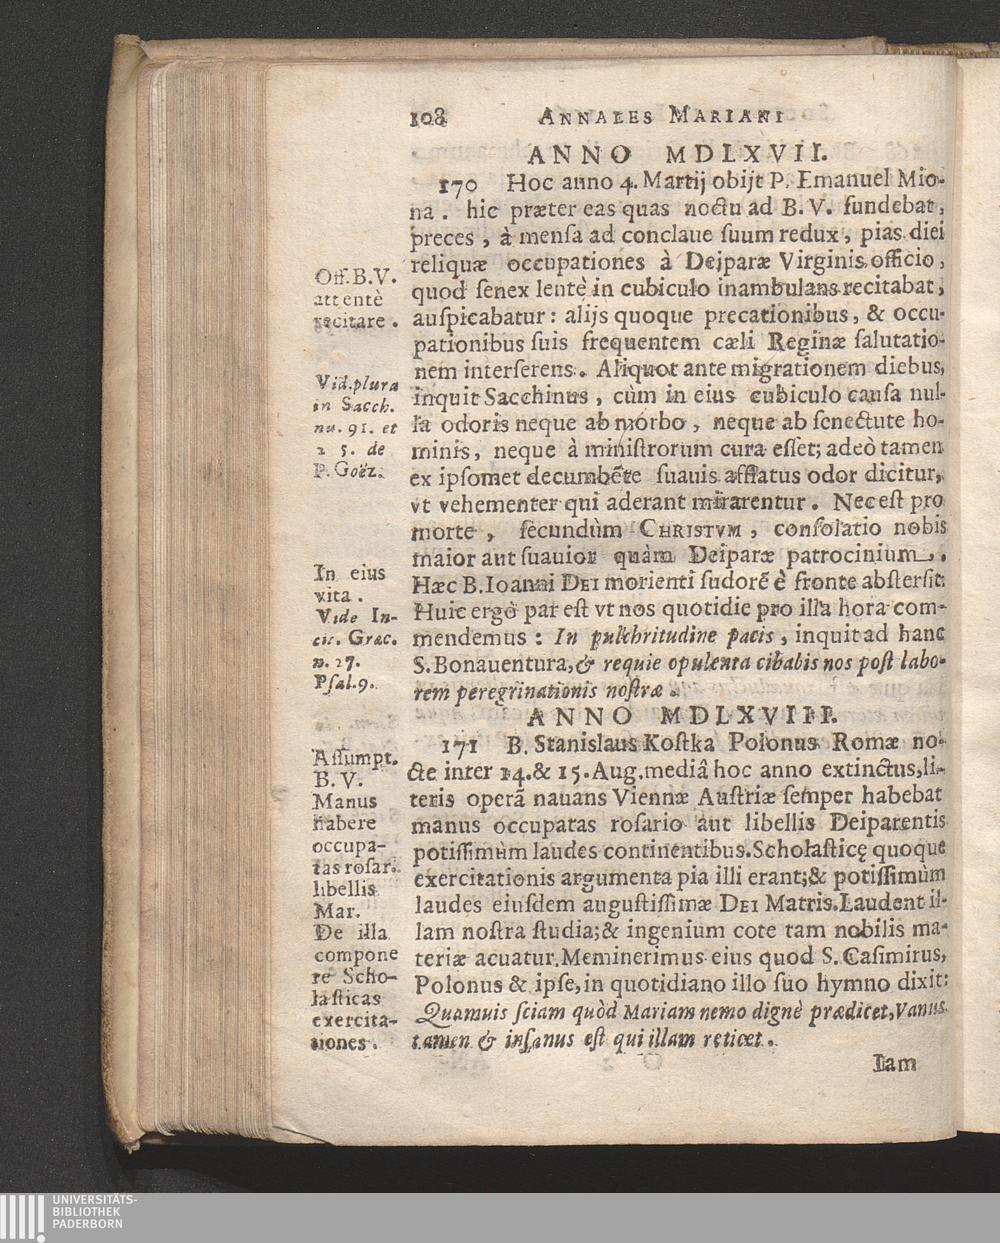 108 ANNALES MARIANI
ANNO MDLXVII.
170 Hoc anno 4. Martij obijt P. Emanuel Mio-
na. hic præter eas quas noctu ad B. V. fundebat,
preces, à mensa ad conclaue suum redux, pias diei
reliquæ occupationes à Deiparæ Virginis officio,
quod senex lentè in cubiculo inambulans recitabat,
auspicabatur: alijs quoque precationibus, & occu-
pationibus suis frequentem cæli Reginæ salutatio-
nem interserens. Aliquot ante migrationem diebus,
inquit Sacchinus, cùm in eius cubiculo causa nul-
la odoris neque ab morbo, neque ab senectute ho-
minis, neque à ministrorum cura esset; adeò tamen
ex ipsomet decumbẽte suauis afflatus odor dicitur,
vt vehementer qui aderant mirarentur. Nec est pro
morte, secundùm CHRISTVM, consolatio nobis
maior aut suauior quàm Deiparæ patrocinium.
Hæc B. Ioanni DEI morienti sudorẽ è fronte abstersit.
Huic ergo par est vt nos quotidie pro illa hora com-
mendemus: In pulchritudine pacis, inquit ad hanc
S. Bonauentura, & requie opulenta cibabis nos post labo-
rem peregrinationis nostræ.
ANNO MDLXVIII.
171 B. Stanislaus Kostka Polonus Romæ no-
cte inter 14. & 15. Aug. mediâ hoc anno extinctus, li-
teris operã nauans Viennæ Austriæ semper habebat
manus occupatas rosario aut libellis Deiparentis
potissimùm laudes continentibus. Scholasticę quoque
exercitationis argumenta pia illi erant; & potissimùm
laudes eiusdem augustissimæ DEI Matris. Laudent il-
lam nostra studia; & ingenium cote tam nobilis ma-
teriæ acuatur. Meminerimus eius quod S. Casimirus,
Polonus & ipse, in quotidiano illo suo hymno dixit:
Quamuis sciam quòd Mariam nemo dignè prædicet, Vanus
tamen & insanus est qui illam reticet.
Iam
Off. B. V.
attentè
recitare.
Vid. plura
in Sacch.
nu. 91. et
25. de
P. Goëz.
In eius
vita.
Vide In-
cic. Grac.
n. 27.
Psal. 9.
Assumpt.
B. V.
Manus
habere
occupa-
tas rosar.
libellis
Mar.
De illa
compone
re Scho-
lasticas
exercita-
tiones.
UNIVERSITÄTS-
BIBLIOTHEK
PADERBORN